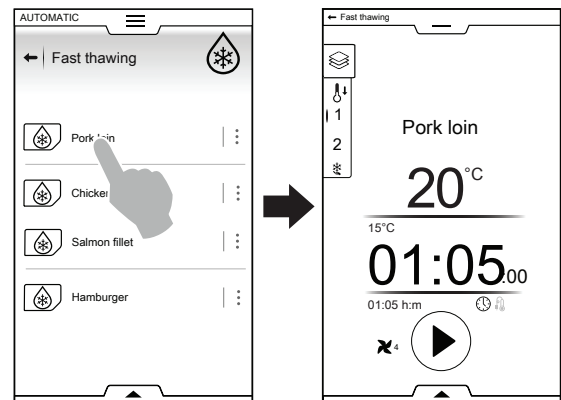 AUTOMATIC
Fast thawing
Pork loin
Chicken
Salmon fillet
Hamburger
Fast thawing
1
2
Pork loin
20°C
15°C
01:05:00
01:05 h:m
4